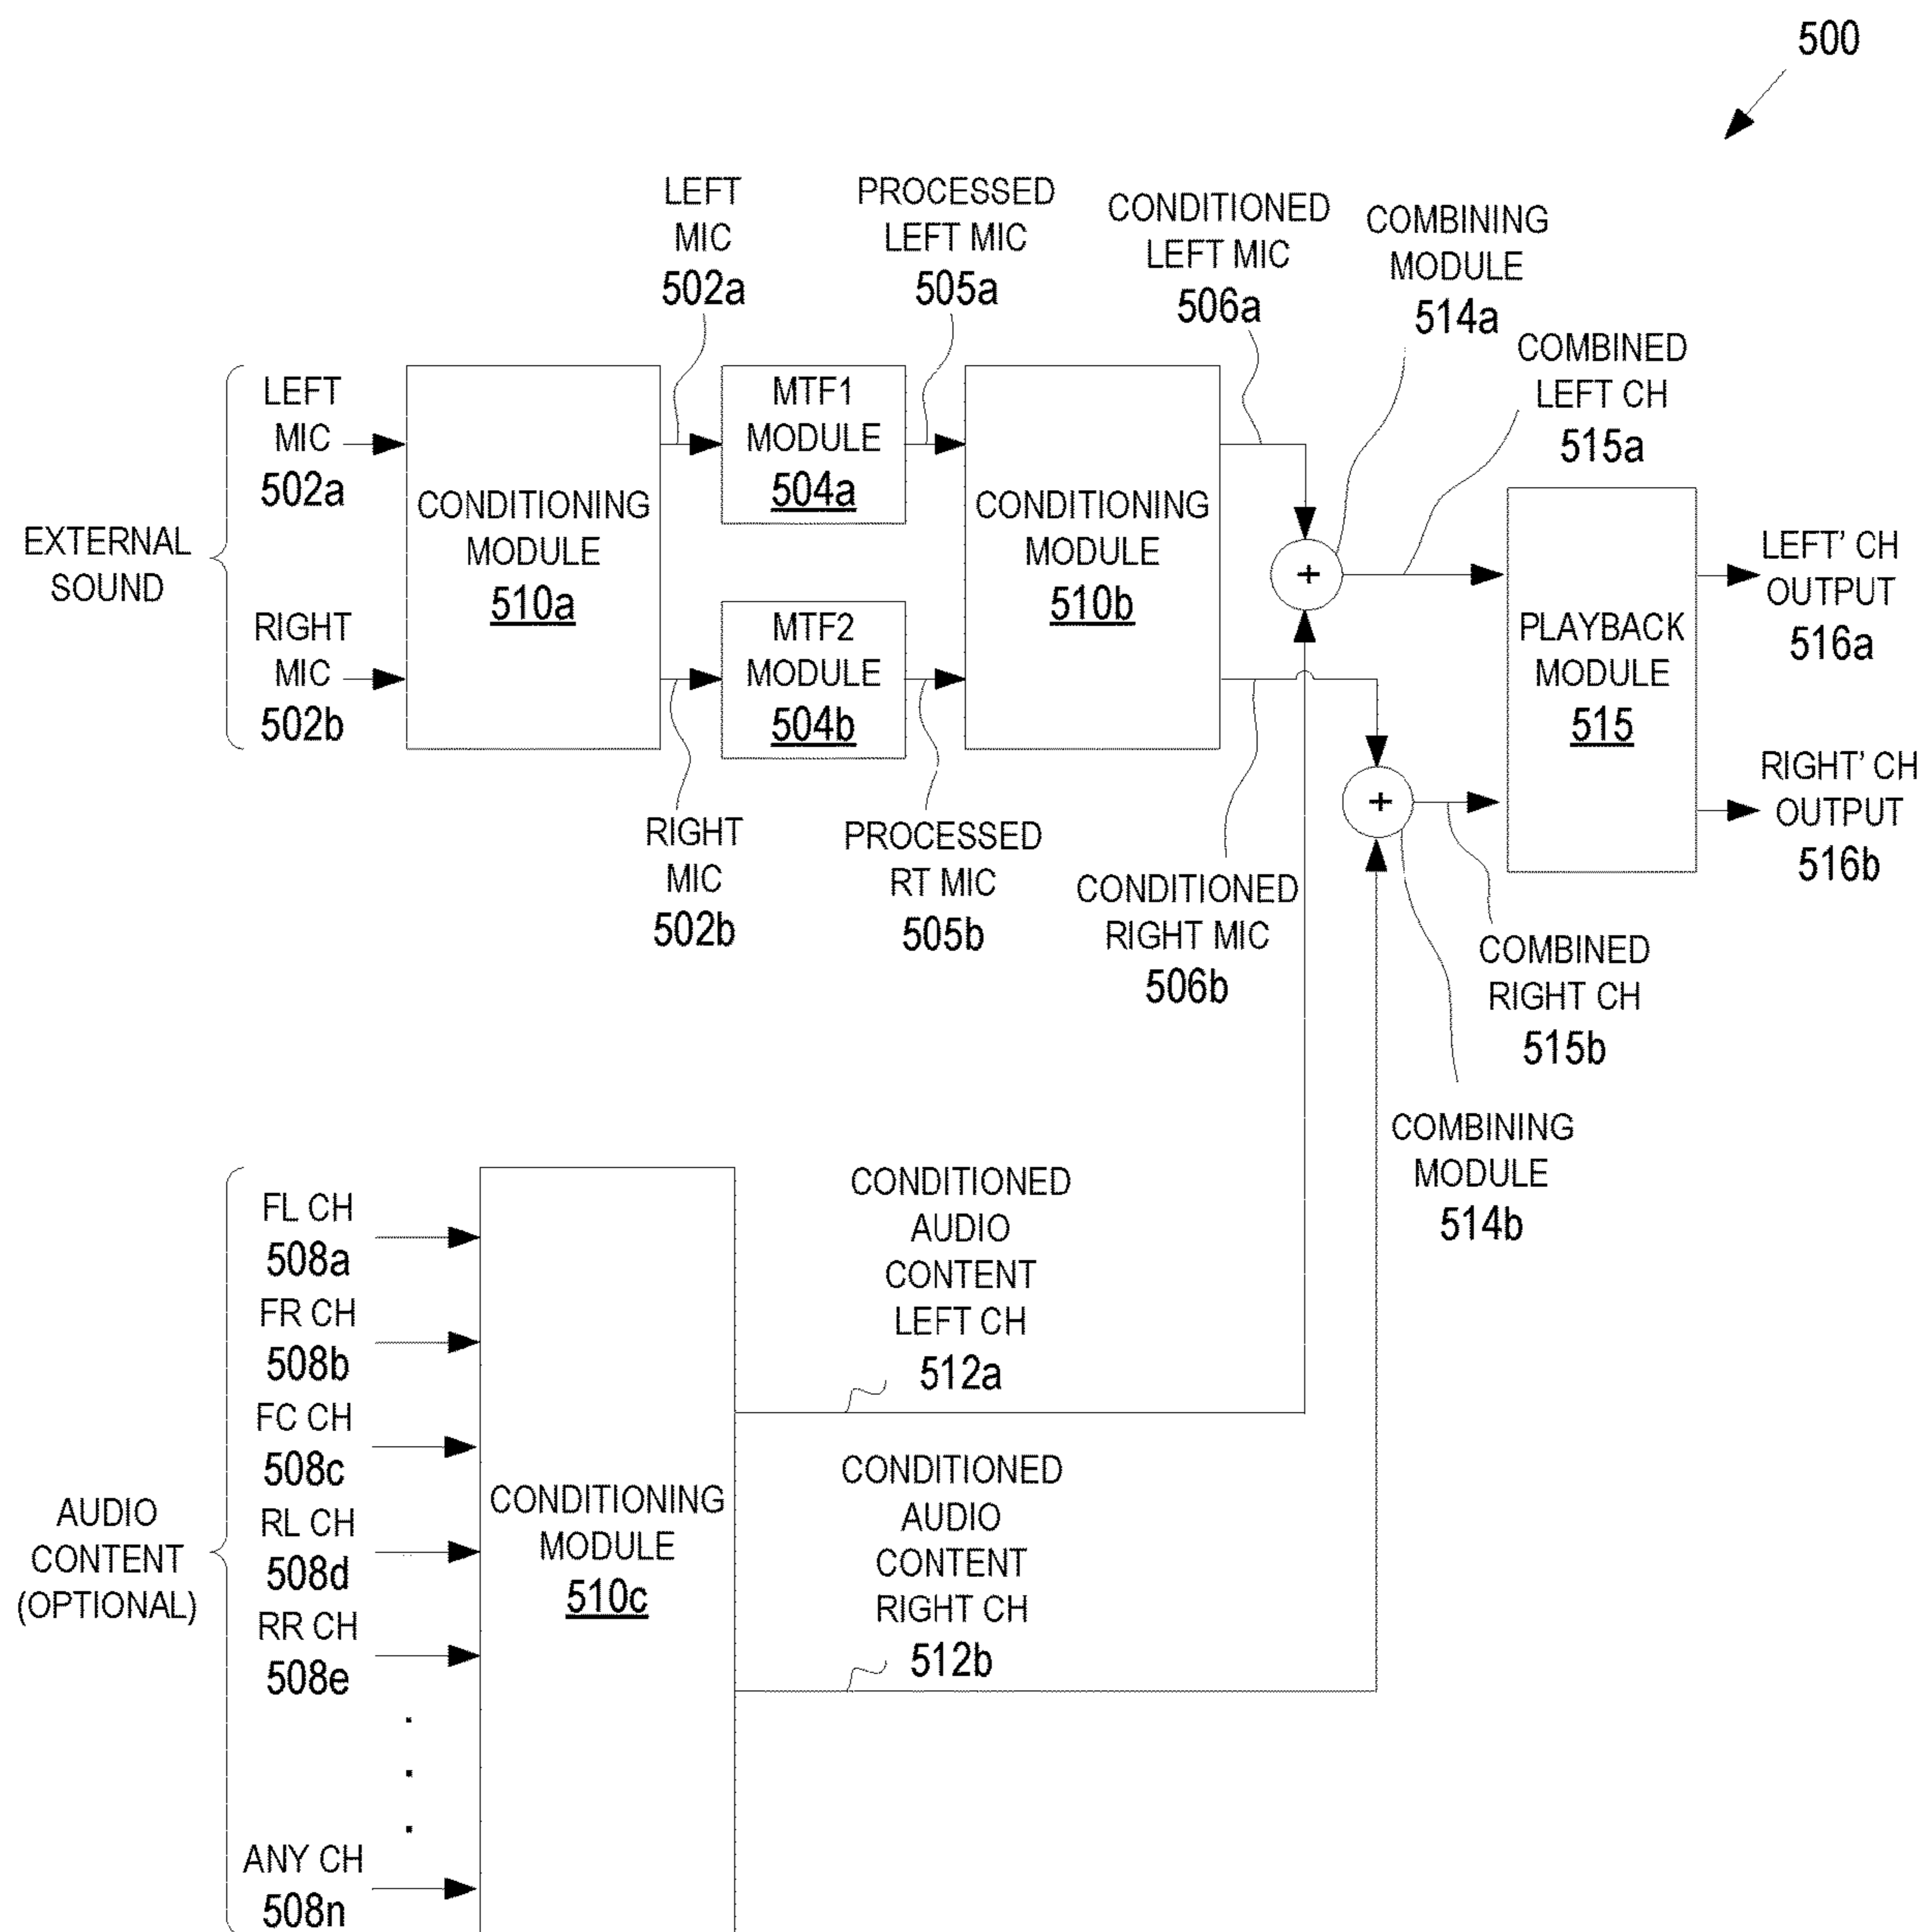 500
LEFT
MIC
502a
PROCESSED
LEFT MIC
505a
CONDITIONED
LEFT MIC
506a
COMBINING
MODULE
514a
COMBINED
LEFT CH
515a
EXTERNAL
SOUND
LEFT
MIC
502a
RIGHT
MIC
502b
CONDITIONING
MODULE
510a
MTF1
MODULE
504a
MTF2
MODULE
504b
CONDITIONING
MODULE
510b
+
+
PLAYBACK
MODULE
515
LEFT' CH
OUTPUT
516a
RIGHT' CH
OUTPUT
516b
RIGHT
MIC
502b
PROCESSED
RT MIC
505b
CONDITIONED
RIGHT MIC
506b
COMBINED
RIGHT CH
515b
COMBINING
MODULE
514b
AUDIO
CONTENT
(OPTIONAL)
FL CH
508a
FR CH
508b
FC CH
508c
RL CH
508d
RR CH
508e
.
.
.
ANY CH
508n
CONDITIONING
MODULE
510c
CONDITIONED
AUDIO
CONTENT
LEFT CH
512a
CONDITIONED
AUDIO
CONTENT
RIGHT CH
512b